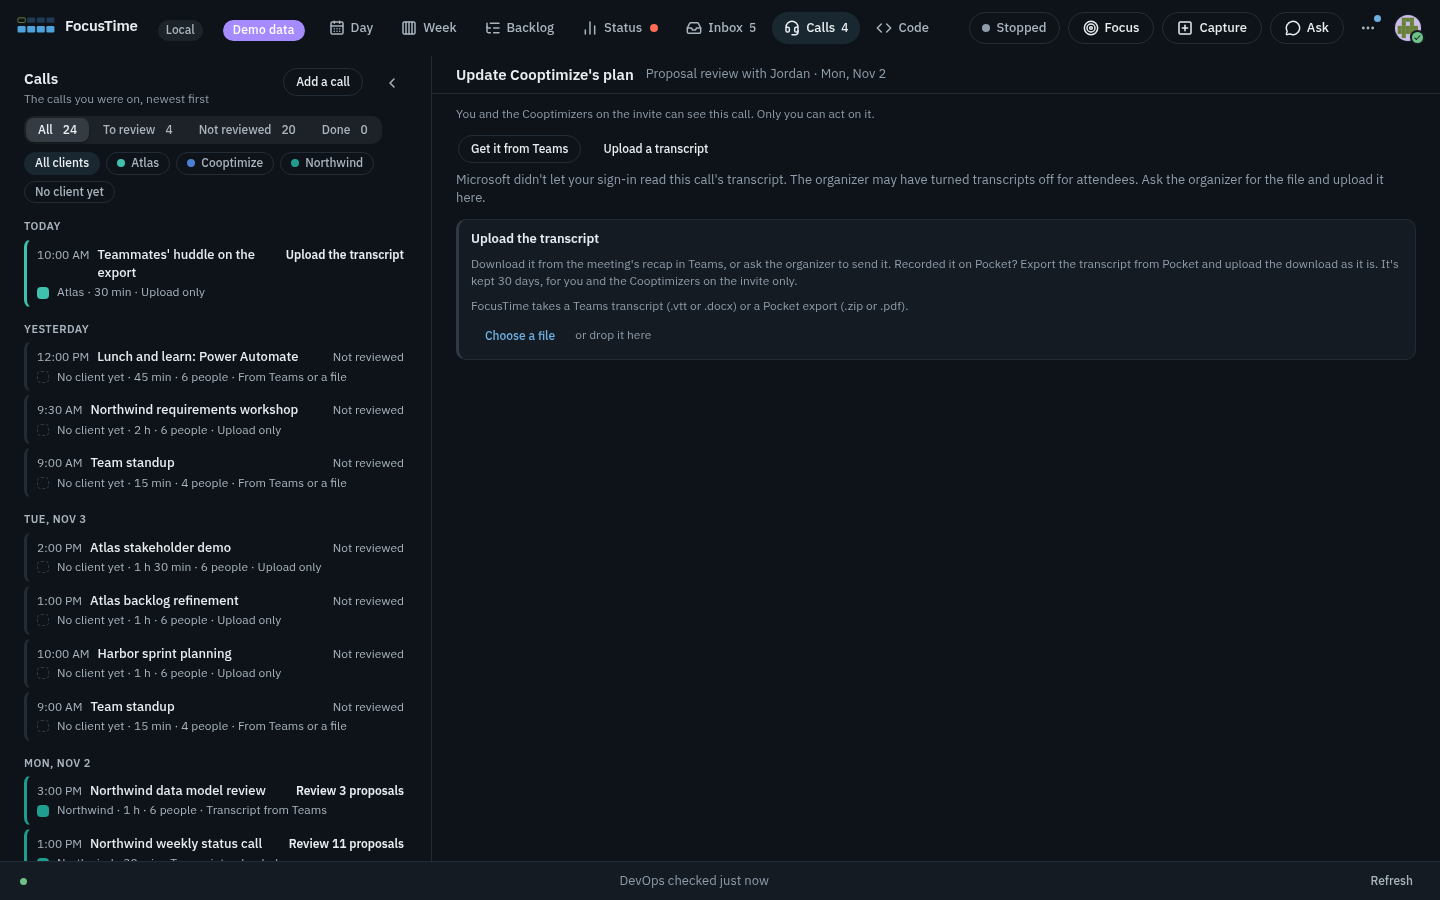 FocusTime
Local
Demo data
Day
Week
Backlog
Status
Inbox 5
Calls 4
Code
Stopped
Focus
Capture
Ask
Calls
The calls you were on, newest first
Add a call
All 24
To review 4
Not reviewed 20
Done 0
All clients
Atlas
Cooptimize
Northwind
No client yet
TODAY
10:00 AM Teammates' huddle on the export
Upload the transcript
Atlas · 30 min · Upload only
YESTERDAY
12:00 PM Lunch and learn: Power Automate Not reviewed
No client yet · 45 min · 6 people · From Teams or a file
9:30 AM Northwind requirements workshop Not reviewed
No client yet · 2 h · 6 people · Upload only
9:00 AM Team standup Not reviewed
No client yet · 15 min · 4 people · From Teams or a file
TUE, NOV 3
2:00 PM Atlas stakeholder demo Not reviewed
No client yet · 1 h 30 min · 6 people · Upload only
1:00 PM Atlas backlog refinement Not reviewed
No client yet · 1 h · 6 people · Upload only
10:00 AM Harbor sprint planning Not reviewed
No client yet · 1 h · 6 people · Upload only
9:00 AM Team standup Not reviewed
No client yet · 15 min · 4 people · From Teams or a file
MON, NOV 2
3:00 PM Northwind data model review Review 3 proposals
Northwind · 1 h · 6 people · Transcript from Teams
1:00 PM Northwind weekly status call Review 11 proposals
Update Cooptimize's plan Proposal review with Jordan · Mon, Nov 2
You and the Cooptimizers on the invite can see this call. Only you can act on it.
Get it from Teams
Upload a transcript
Microsoft didn't let your sign-in read this call's transcript. The organizer may have turned transcripts off for attendees. Ask the organizer for the file and upload it
here.
Upload the transcript
Download it from the meeting's recap in Teams, or ask the organizer to send it. Recorded it on Pocket? Export the transcript from Pocket and upload the download as it is. It's
kept 30 days, for you and the Cooptimizers on the invite only.
FocusTime takes a Teams transcript (.vtt or .docx) or a Pocket export (.zip or .pdf).
Choose a file or drop it here
DevOps checked just now
Refresh